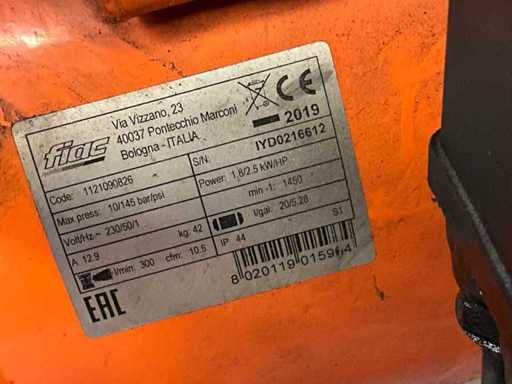 fiac
Via Vizzano, 23
40037 Pontecchio Marconi
Bologna - ITALIA
CE
2019
Code: 1121090826
S/N: IYD0216612
Max press: 10/145 bar/psi
Power: 1,8/2.5 kW/HP
Volt/Hz~ 230/50/1
min -1: 1450
A 12.9
kg: 42
l/gal: 20/5.28
l/min: 300 cfm: 10.5
IP 44
S1
EAC
8 020119 0159